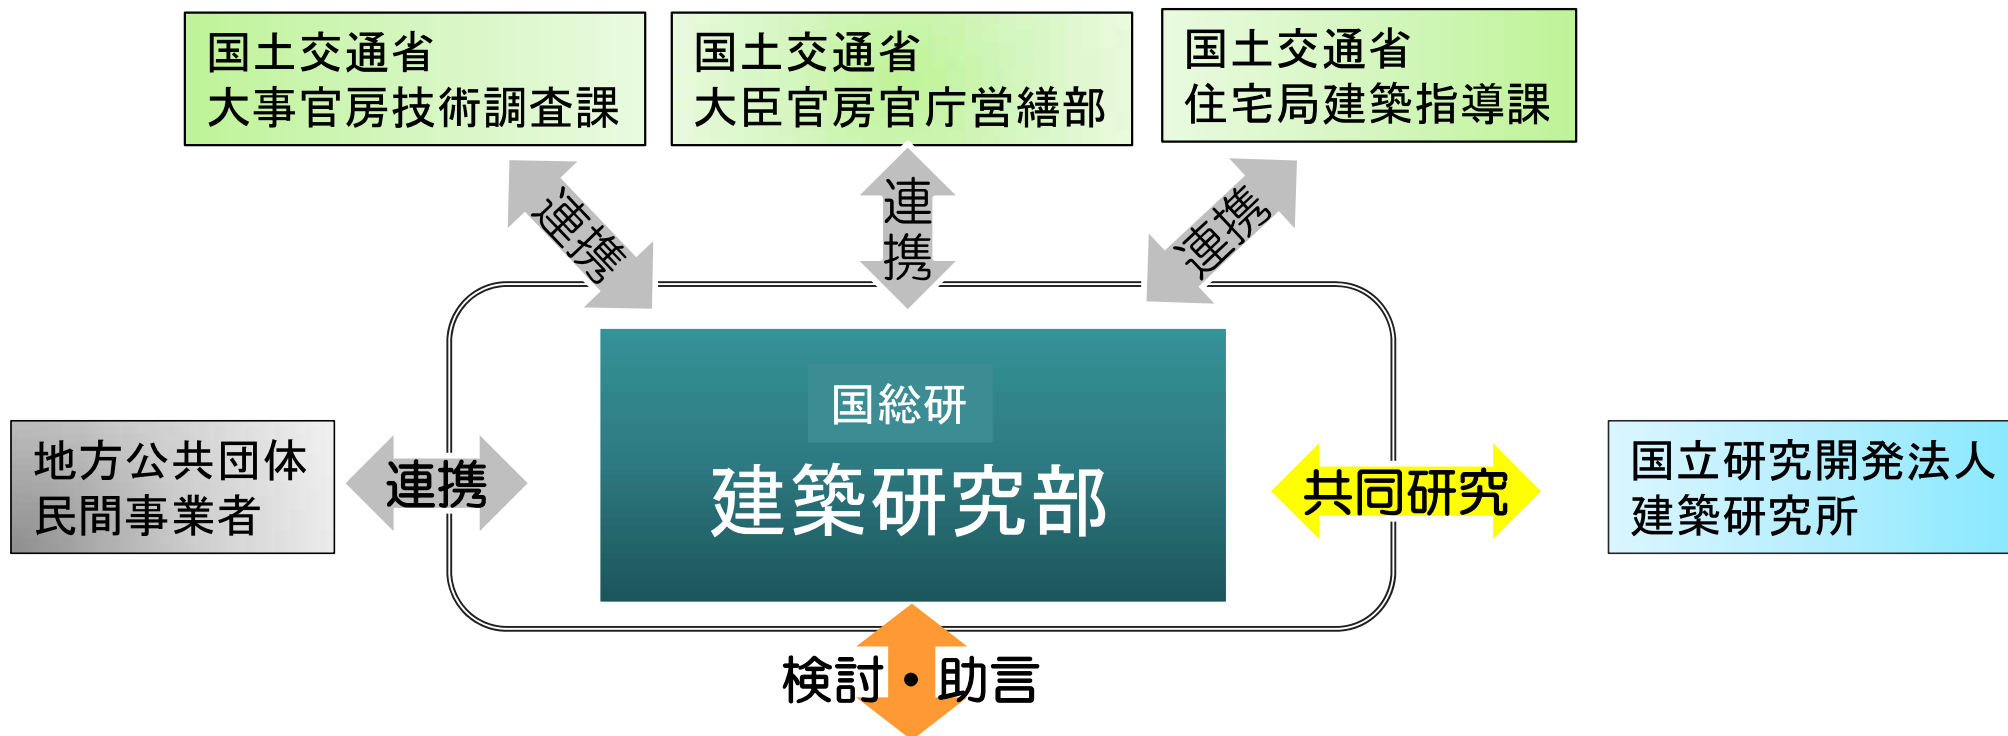 国土交通省
大事官房技術調査課
国土交通省
大臣官房官庁営繕部
国土交通省
住宅局建築指導課
連携
連携
連携
国総研
建築研究部
地方公共団体
民間事業者
連携
共同研究
国立研究開発法人
建築研究所
検討・助言